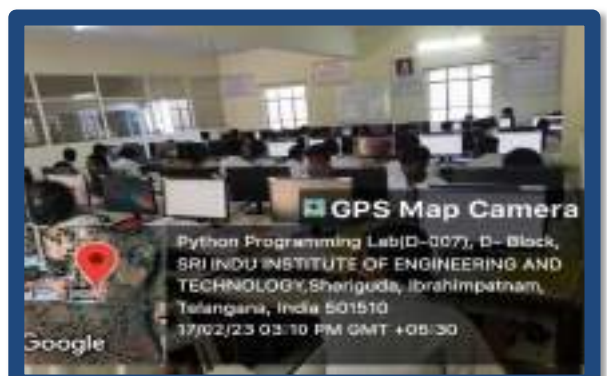 GPS Map Camera
Python Programming Lab(D-007), D- Block,
SRI INDU INSTITUTE OF ENGINEERING AND
TECHNOLOGY,Sheriguda, Ibrahimpatnam,
Telangana, India 501510
17/02/23 03:10 PM GMT +05:30
Google